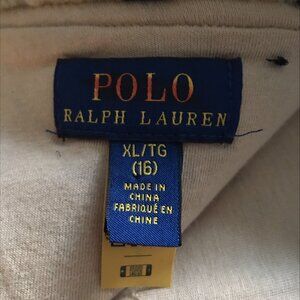 POLO
RALPH LAUREN
XL/TG
(16)
MADE IN
CHINA
FABRIQUÉ EN
CHINE